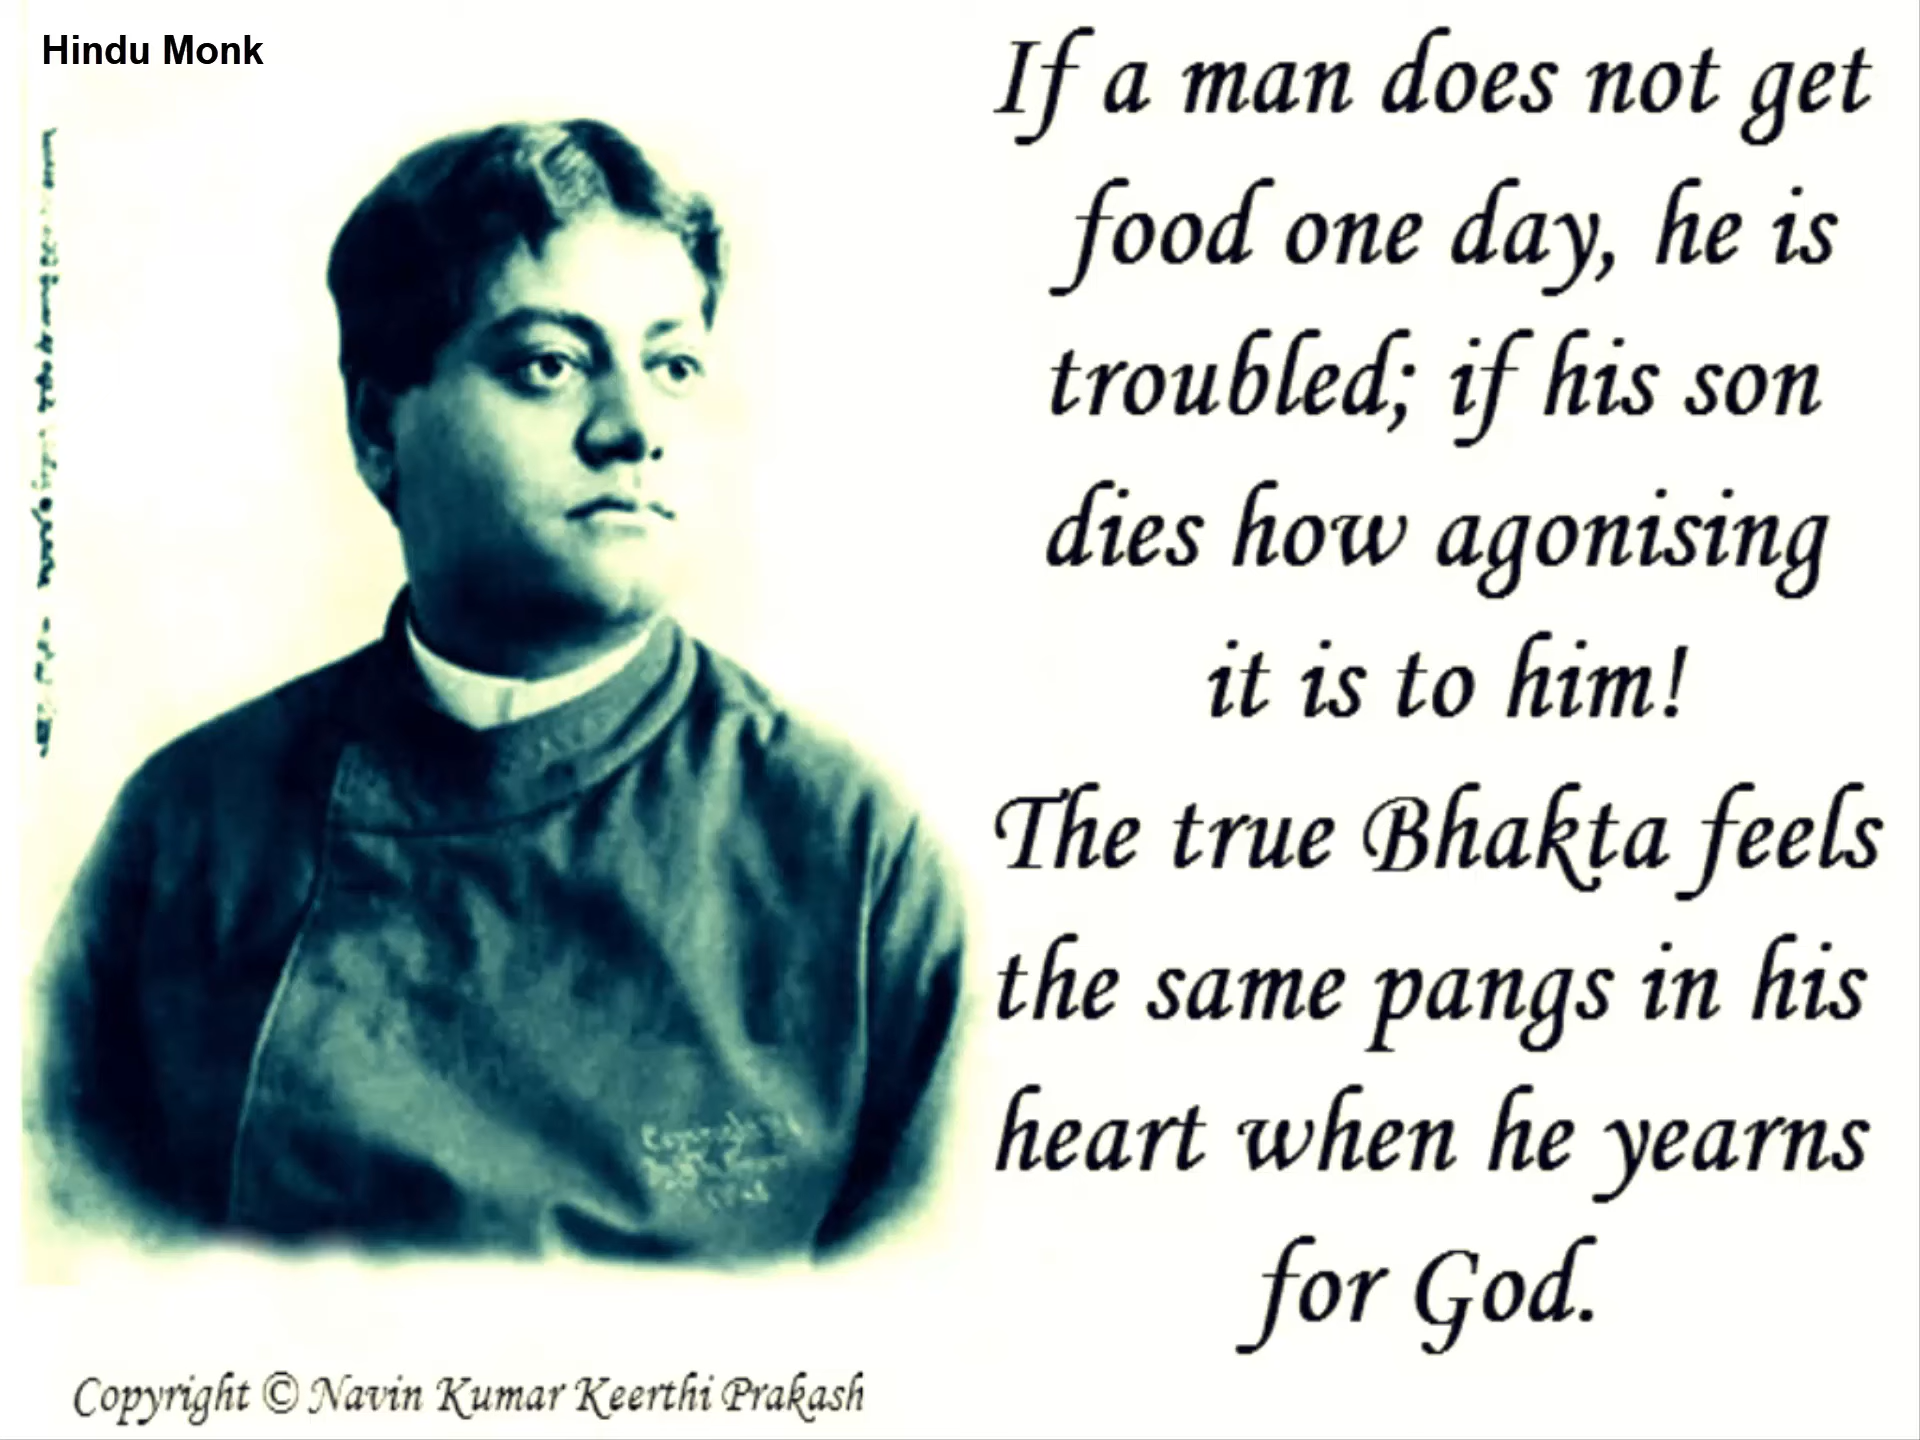 Hindu Monk
If a man does not get
food one day, he is
troubled; if his son
dies how agonising
it is to him!
The true Bhakta feels
the same pangs in his
heart when he yearns
for God.
Copyright © Navin Kumar Keerthi Prakash